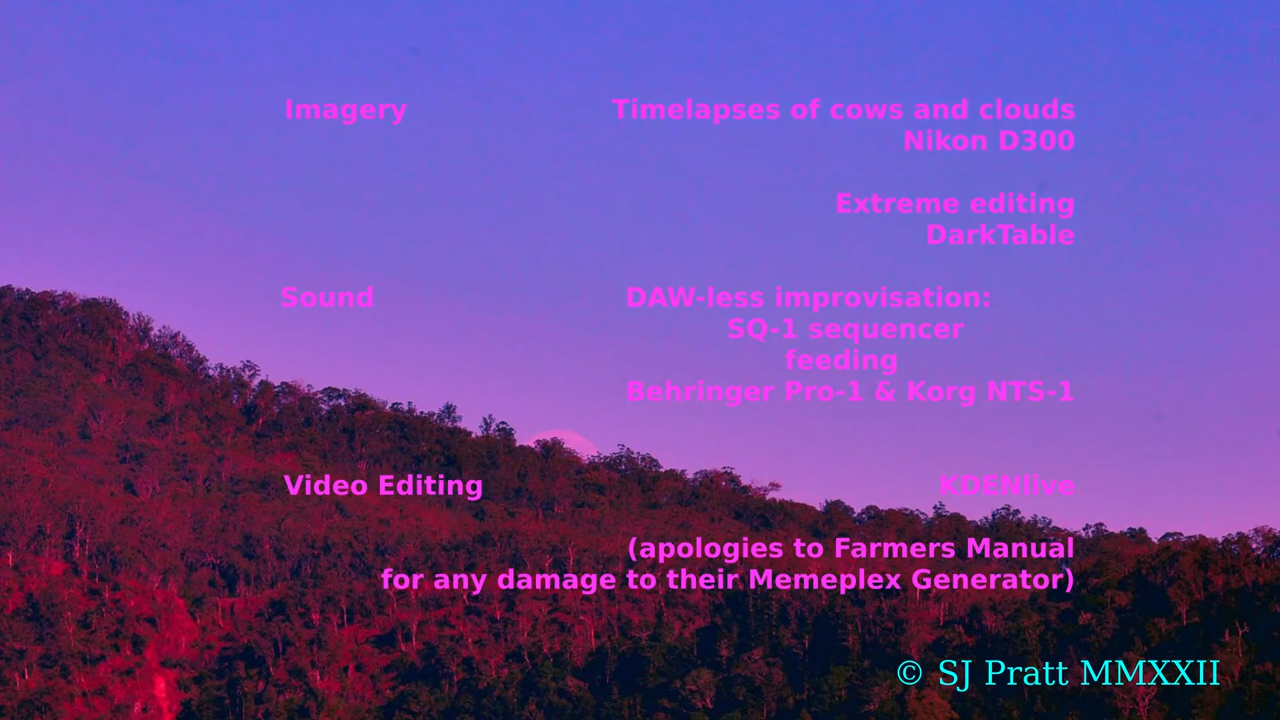 Imagery Timelapses of cows and clouds
Nikon D300
Extreme editing
DarkTable
Sound DAW-less improvisation:
SQ-1 sequencer
feeding
Behringer Pro-1 & Korg NTS-1
Video Editing KDENlive
(apologies to Farmers Manual
for any damage to their Memeplex Generator)
© SJ Pratt MMXXII